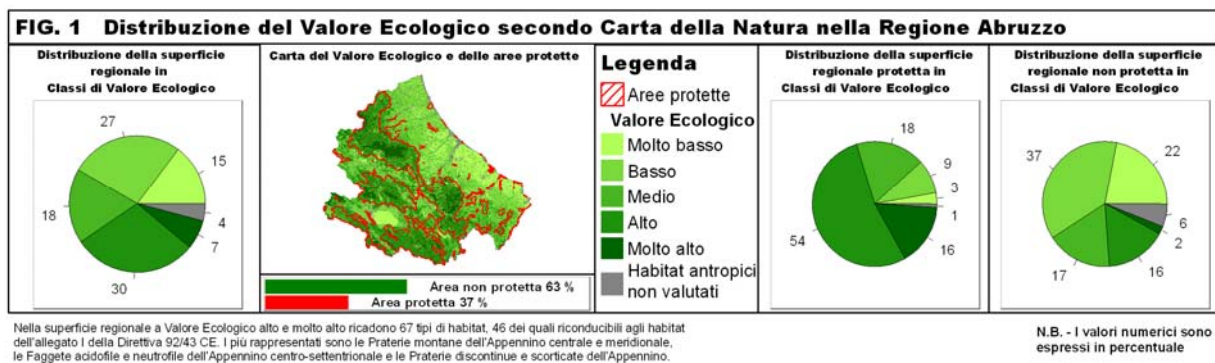 FIG. 1 Distribuzione del Valore Ecologico secondo Carta della Natura nella Regione Abruzzo
Distribuzione della superficie
regionale in
Classi di Valore Ecologico
27
15
18
4
7
30
Carta del Valore Ecologico e delle aree protette
Area non protetta 63 %
Area protetta 37 %
Legenda
Aree protette
Valore Ecologico
Molto basso
Basso
Medio
Alto
Molto alto
Habitat antropici
non valutati
Distribuzione della superficie
regionale protetta in
Classi di Valore Ecologico
18
9
3
1
54
16
Distribuzione della superficie
regionale non protetta in
Classi di Valore Ecologico
37
22
6
2
17
16
Nella superficie regionale a Valore Ecologico alto e molto alto ricadono 67 tipi di habitat, 46 dei quali riconducibili agli habitat
dell'allegato I della Direttiva 92/43 CE. I più rappresentati sono le Praterie montane dell'Appennino centrale e meridionale,
le Faggete acidofile e neutrofile dell'Appennino centro-settentrionale e le Praterie discontinue e scorticate dell'Appennino.
N.B. - I valori numerici sono
espressi in percentuale